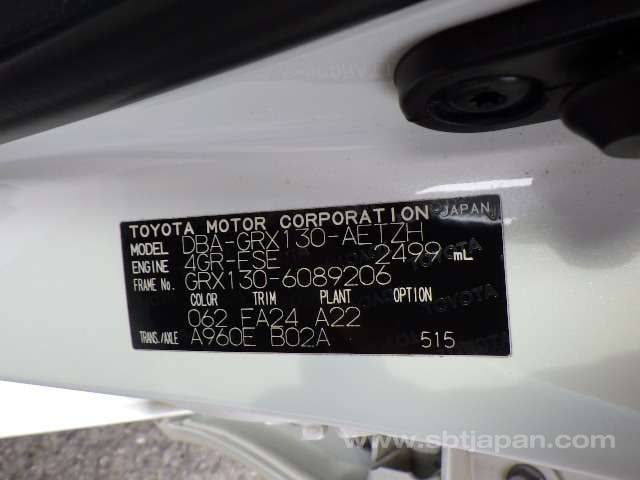 TOYOTA MOTOR CORPORATION JAPAN
MODEL DBA-GRX130-AETZH
ENGINE 4GR-FSE 2499 mL
FRAME No. GRX130-6089206
COLOR TRIM PLANT OPTION
062 FA24 A22
TRANS./AXLE A960E B02A 515
www.sbtjapan.com